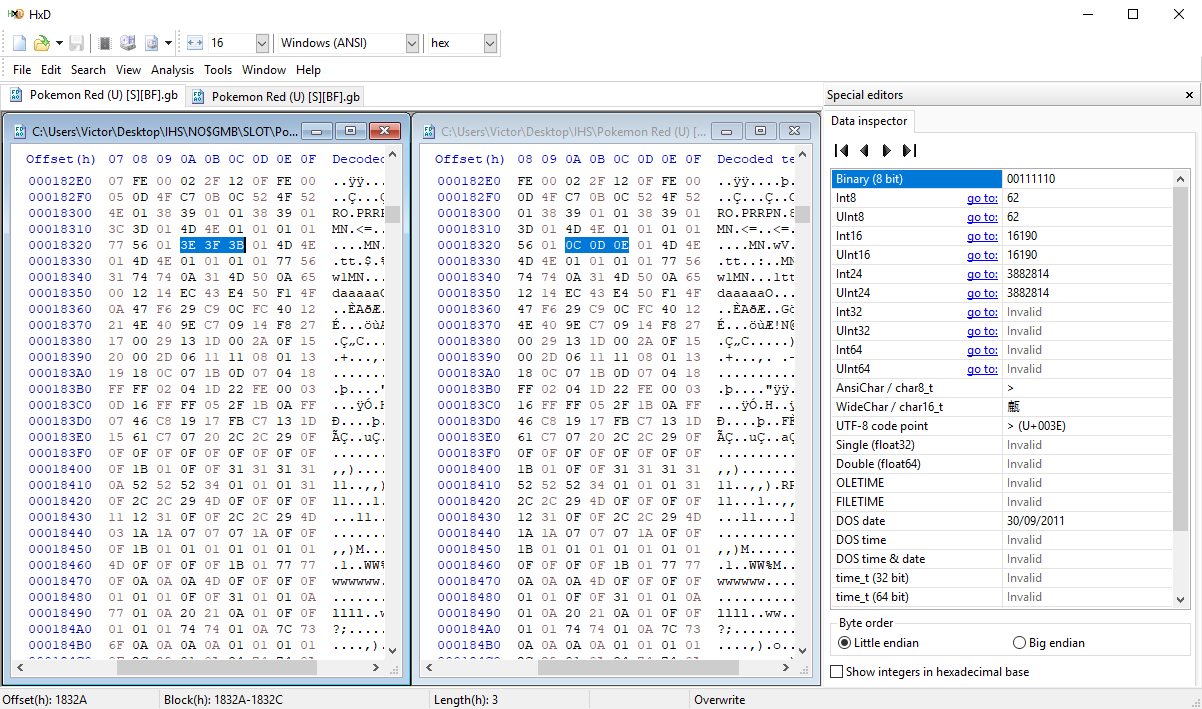 HxD
16
Windows (ANSI)
hex
File Edit Search View Analysis Tools Window Help
Pokemon Red (U) [S][BF].gb
Pokemon Red (U) [S][BF].gb
C:\Users\Victor\Desktop\IHS\NO$GMB\SLOT\Po...
Offset(h) 07 08 09 0A 0B 0C 0D 0E 0F Decoded
000182E0 07 FE 00 02 2F 12 0F FE 00 ..ÿÿ...
000182F0 05 0D 4F C7 0B 0C 52 4F 52 ...Ç...Ç
00018300 4E 01 38 39 01 01 38 39 01 RO.PRRP
00018310 3C 3D 01 4D 4E 01 01 01 01 MN.<=..
00018320 77 56 01 3E 3F 3B 01 4D 4E ....MN.
00018330 01 4D 4E 01 01 01 01 77 56 .tt.$.%
00018340 31 74 74 0A 31 4D 50 0A 65 wlMN...
00018350 00 12 14 EC 43 E4 50 F1 4F daaaaaO
00018360 0A 47 F6 29 C9 0C FC 40 12 ..ÈAðÆ.
00018370 21 4E 40 9E C7 09 14 F8 27 É...öùA
00018380 17 00 29 13 1D 00 2A 0F 15 .Ç„C...
00018390 20 00 2D 06 11 11 08 01 13 .+...,.
000183A0 19 18 0C 07 1B 0D 07 04 18
000183B0 FF FF 02 04 1D 22 FE 00 03 .þ...."
000183C0 0D 16 FF FF 05 2F 1B 0A FF ...ÿÓ.H
000183D0 07 46 C8 19 17 FB C7 13 1D Ð....þ.
000183E0 15 61 C7 07 20 2C 2C 29 0F ÃÇ..uÇ.
000183F0 0F 0F 0F 0F 0F 0F 0F 0F 0F .......
00018400 0F 1B 01 0F 0F 31 31 31 31 ,,)....
00018410 0A 52 52 52 34 01 01 01 31 ll..,,)
00018420 0F 2C 2C 29 4D 0F 0F 0F 0F ll...l.
00018430 11 12 31 0F 0F 2C 2C 29 4D ...ll..
00018440 03 1A 1A 07 07 07 1A 0F 0F .......
00018450 0F 1B 01 01 01 01 01 01 01 ,,)M...
00018460 4D 0F 0F 0F 0F 1B 01 77 77 .l..WW%
00018470 0F 0F 0A 0A 0A 4D 0F 0F 0F wwwwwww
00018480 01 01 01 0F 0F 31 01 01 0A .......
00018490 77 01 0A 20 21 0A 01 0F 0F llll..w
000184A0 01 01 01 74 74 01 0A 7C 73 ?;.....
000184B0 6F 0A 0A 0A 0A 01 01 01 01 ....,).
C:\Users\Victor\Desktop\IHS\Pokemon Red (U) [...
Offset(h) 08 09 0A 0B 0C 0D 0E 0F Decoded te
000182E0 FE 00 02 2F 12 0F FE 00 ..ÿÿ....þ.
000182F0 0D 4F C7 0B 0C 52 4F 52 ...Ç...Ç..
00018300 01 38 39 01 01 38 39 01 RO.PRRPN.8
00018310 3D 01 4D 4E 01 01 01 01 MN.<=..<=.
00018320 56 01 0C 0D 0E 01 4D 4E ....MN.wV.
00018330 4D 4E 01 01 01 01 77 56 .tt..:..MN
00018340 74 74 0A 31 4D 50 0A 65 wlMN...ltt
00018350 12 14 EC 43 E4 50 F1 4F daaaaaO...
00018360 47 F6 29 C9 0C FC 40 12 ..ÈAðÆ..Gö
00018370 4E 40 9E C7 09 14 F8 27 É...öùÆ!N@
00018380 00 29 13 1D 00 2A 0F 15 .Ç„C.....)
00018390 00 2D 06 11 11 08 01 13 .+...,. .-
000183A0 18 0C 07 1B 0D 07 04 18
000183B0 FF 02 04 1D 22 FE 00 03 .þ...."ÿÿ.
000183C0 16 FF FF 05 2F 1B 0A FF ...ÿÓ.H..ÿ
000183D0 46 C8 19 17 FB C7 13 1D Ð....þ..FÈ
000183E0 61 C7 07 20 2C 2C 29 0F ÃÇ..uÇ..aÇ
000183F0 0F 0F 0F 0F 0F 0F 0F 0F ..........
00018400 1B 01 0F 0F 31 31 31 31 ,,).......
00018410 52 52 52 34 01 01 01 31 ll..,,).RR
00018420 2C 2C 29 4D 0F 0F 0F 0F ll...l..,,
00018430 12 31 0F 0F 2C 2C 29 4D ...ll....l
00018440 1A 1A 07 07 07 1A 0F 0F ..........
00018450 1B 01 01 01 01 01 01 01 ,,)M......
00018460 0F 0F 0F 0F 1B 01 77 77 .l..WW%M..
00018470 0F 0A 0A 0A 4D 0F 0F 0F wwwwwww...
00018480 01 01 0F 0F 31 01 01 0A ..........
00018490 01 0A 20 21 0A 01 0F 0F llll..ww..
000184A0 01 01 74 74 01 0A 7C 73 ?;........
000184B0 0A 0A 0A 0A 01 01 01 01 ....,).o..
Special editors
Data inspector
Binary (8 bit) 00111110
Int8 go to: 62
UInt8 go to: 62
Int16 go to: 16190
UInt16 go to: 16190
Int24 go to: 3882814
UInt24 go to: 3882814
Int32 go to: Invalid
UInt32 go to: Invalid
Int64 go to: Invalid
UInt64 go to: Invalid
AnsiChar / char8_t >
WideChar / char16_t
UTF-8 code point > (U+003E)
Single (float32) Invalid
Double (float64) Invalid
OLETIME Invalid
FILETIME Invalid
DOS date 30/09/2011
DOS time Invalid
DOS time & date Invalid
time_t (32 bit) Invalid
time_t (64 bit) Invalid
Byte order
Little endian Big endian
Show integers in hexadecimal base
Offset(h): 1832A Block(h): 1832A-1832C Length(h): 3 Overwrite